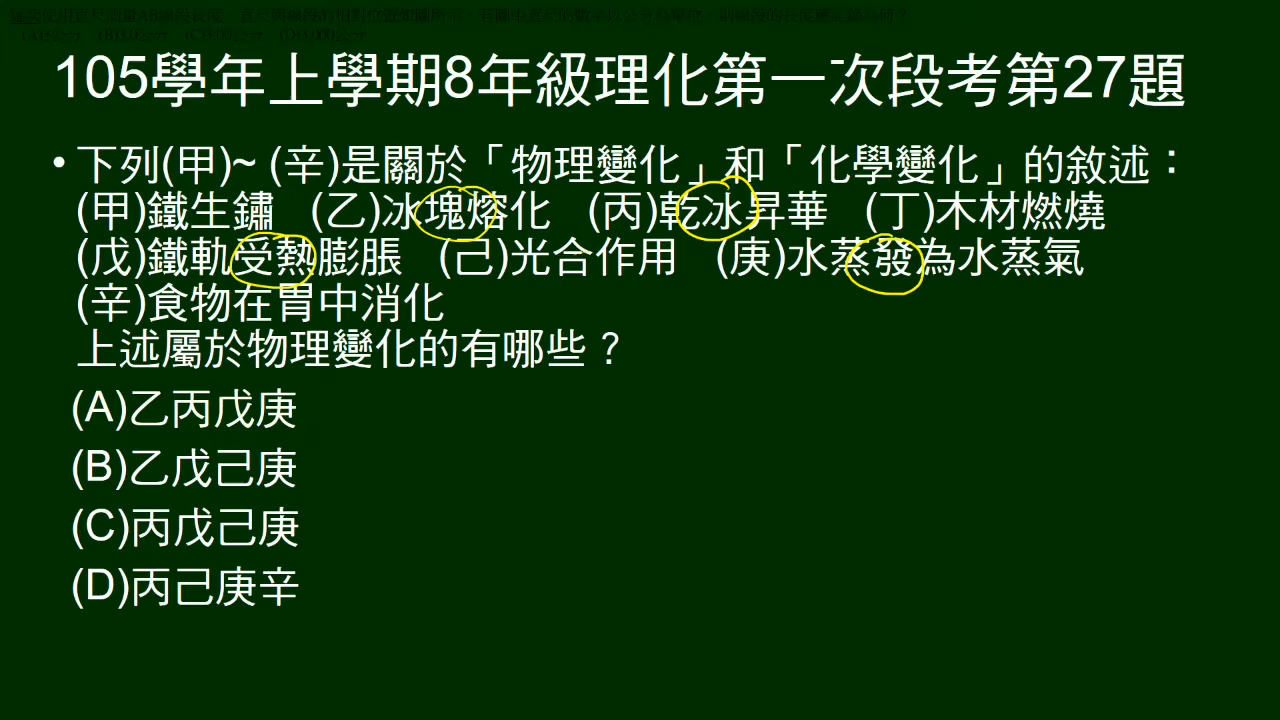 105學年上學期8年級理化第一次段考第27題
• 下列(甲)~ (辛)是關於「物理變化」和「化學變化」的敘述：
(甲)鐵生鏽 (乙)冰塊熔化 (丙)乾冰昇華 (丁)木材燃燒
(戊)鐵軌受熱膨脹 (己)光合作用 (庚)水蒸發為水蒸氣
(辛)食物在胃中消化
上述屬於物理變化的有哪些？
(A)乙丙戊庚
(B)乙戊己庚
(C)丙戊己庚
(D)丙己庚辛